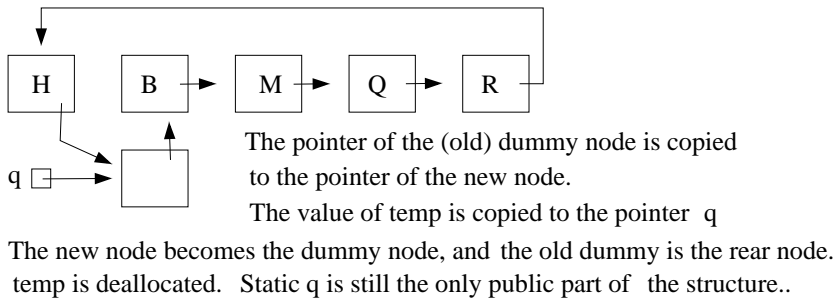 H B M Q R
The pointer of the (old) dummy node is copied
q
to the pointer of the new node.
The value of temp is copied to the pointer q
The new node becomes the dummy node, and the old dummy is the rear node.
temp is deallocated. Static q is still the only public part of the structure..